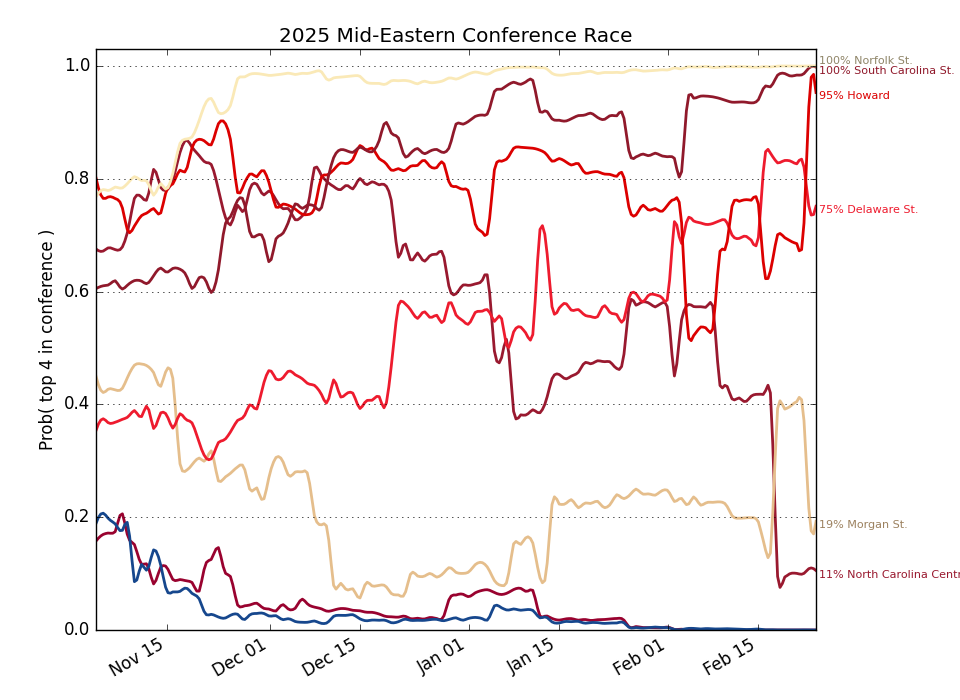 2025 Mid-Eastern Conference Race
Prob( top 4 in conference )
1.0
0.8
0.6
0.4
0.2
0.0
Nov 15
Dec 01
Dec 15
Jan 01
Jan 15
Feb 01
Feb 15
100% Norfolk St.
100% South Carolina St.
95% Howard
75% Delaware St.
19% Morgan St.
11% North Carolina Centr